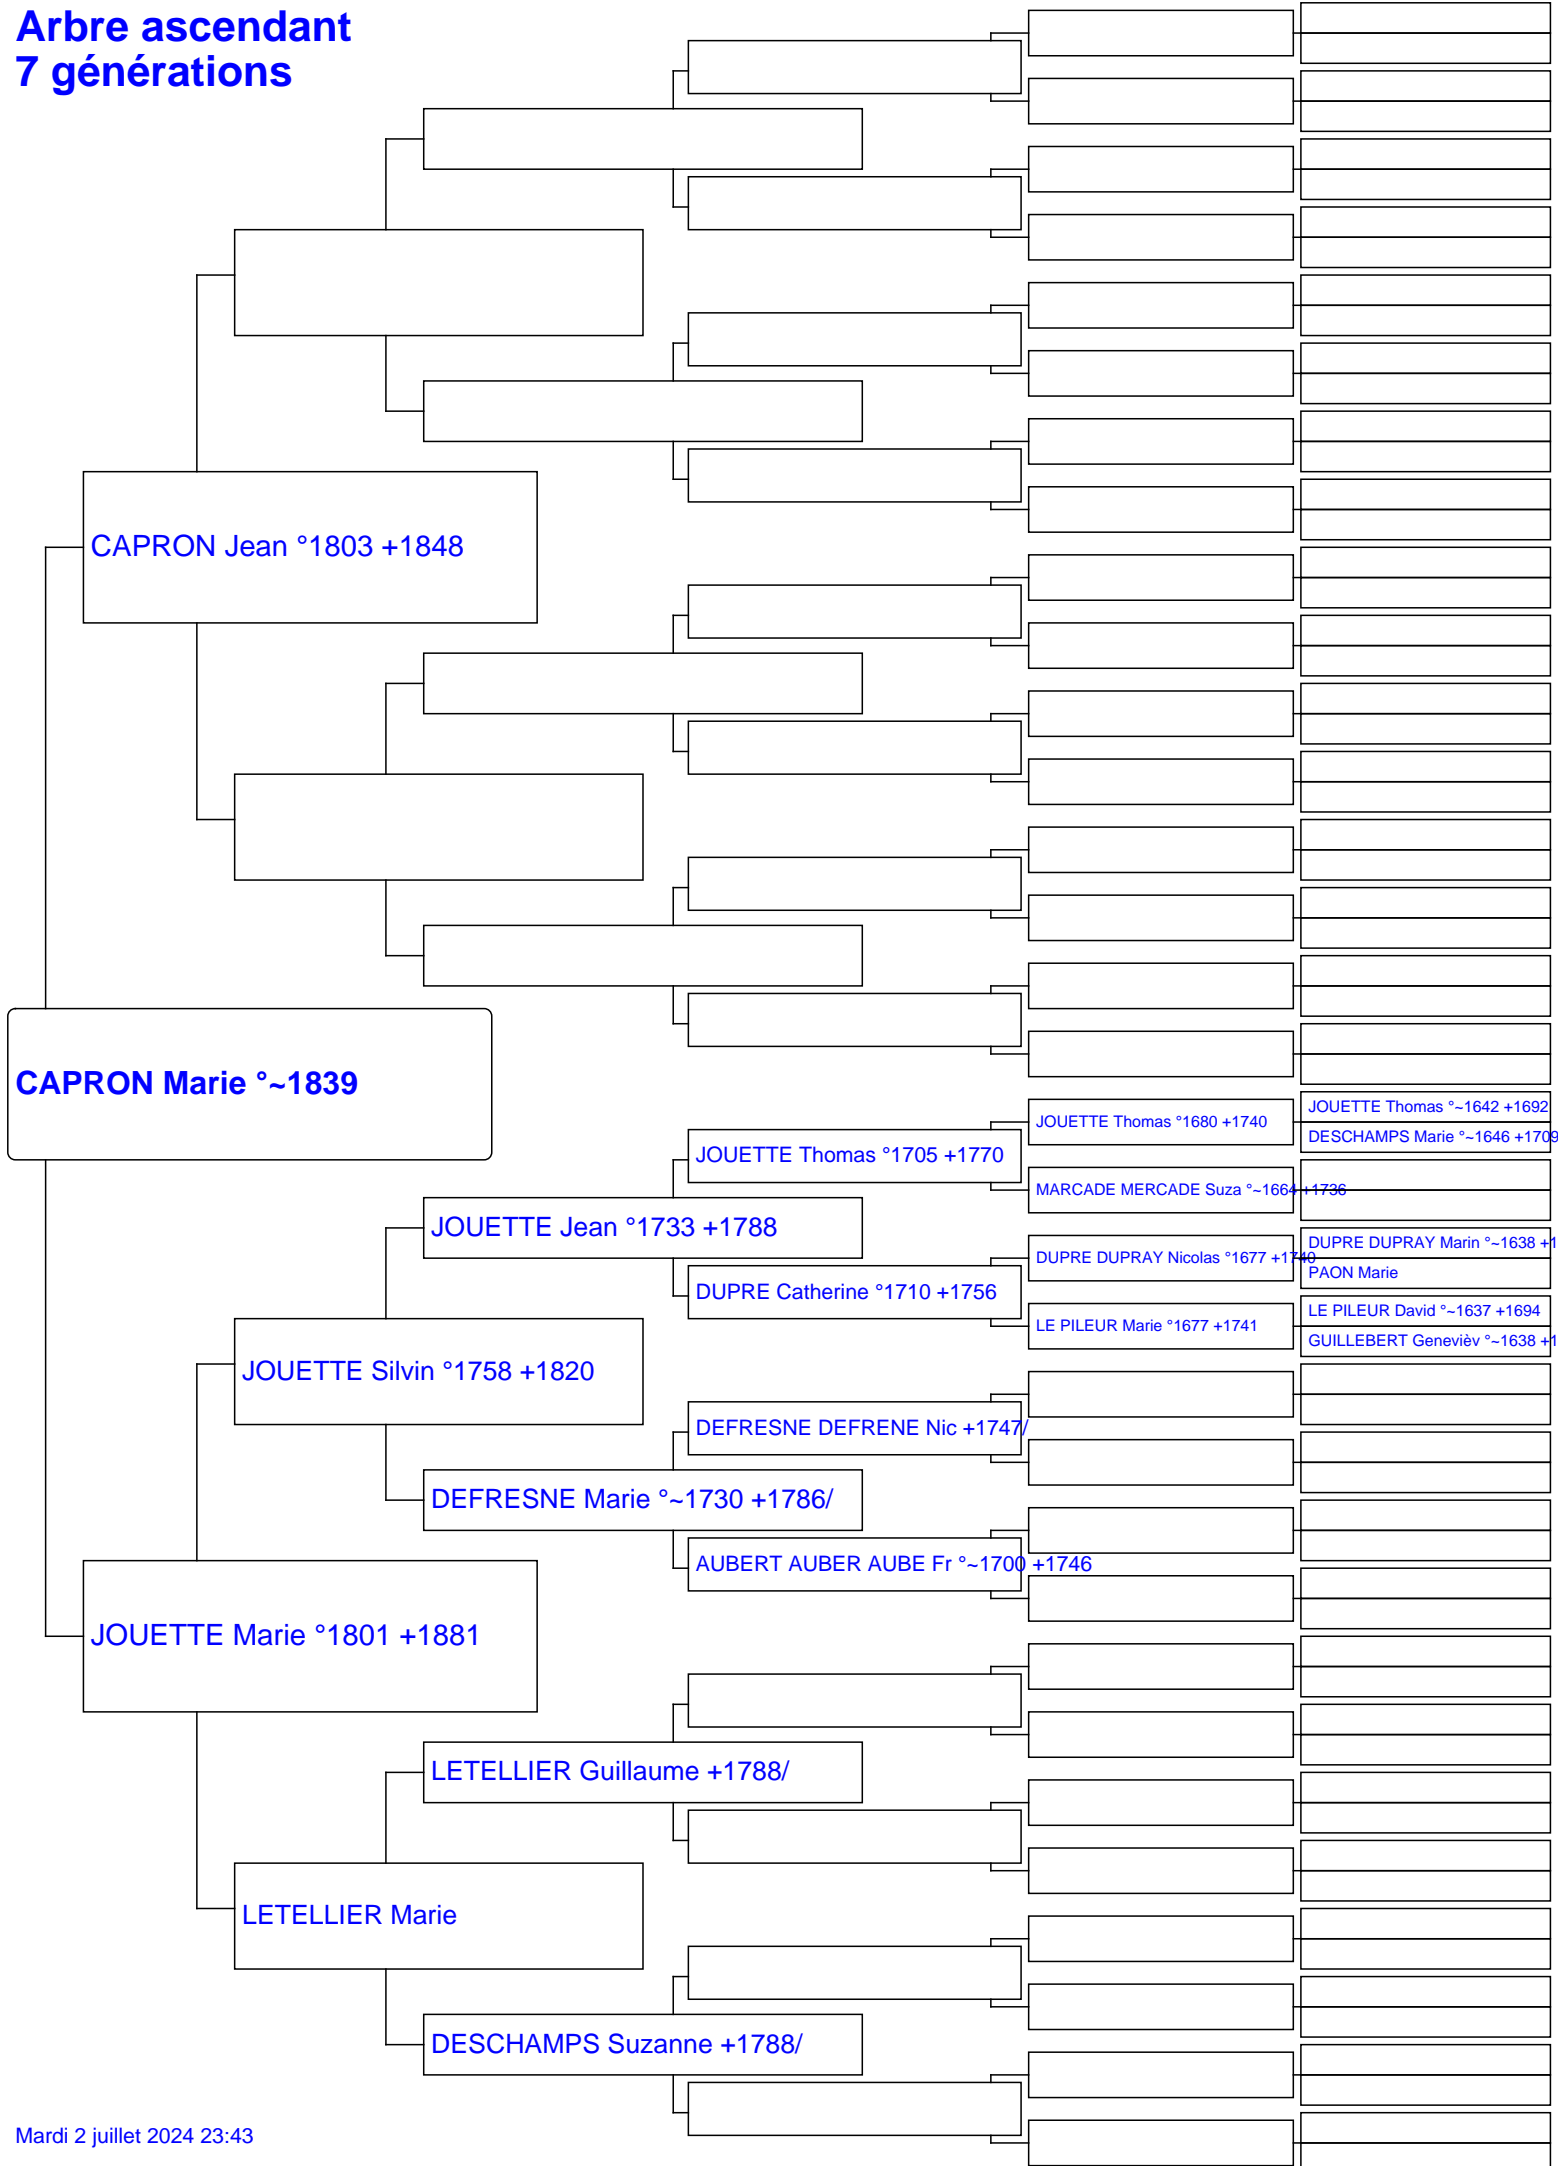 Arbre ascendant
7 générations
CAPRON Jean °1803 +1848
CAPRON Marie °~1839
JOUETTE Thomas °~1642 +1692
JOUETTE Thomas °1680 +1740
DESCHAMPS Marie °~1646 +1709
JOUETTE Thomas °1705 +1770
MARCADE MERCADE Suza °~1664 +1736
JOUETTE Jean °1733 +1788
DUPRE DUPRAY Marin °~1638 +1
DUPRE DUPRAY Nicolas °1677 +1740
PAON Marie
DUPRE Catherine °1710 +1756
LE PILEUR David °~1637 +1694
LE PILEUR Marie °1677 +1741
GUILLEBERT Genevièv °~1638 +1
JOUETTE Silvin °1758 +1820
DEFRESNE DEFRENE Nic +1747/
DEFRESNE Marie °~1730 +1786/
AUBERT AUBER AUBE Fr °~1700 +1746
JOUETTE Marie °1801 +1881
LETELLIER Guillaume +1788/
LETELLIER Marie
DESCHAMPS Suzanne +1788/
Mardi 2 juillet 2024 23:43